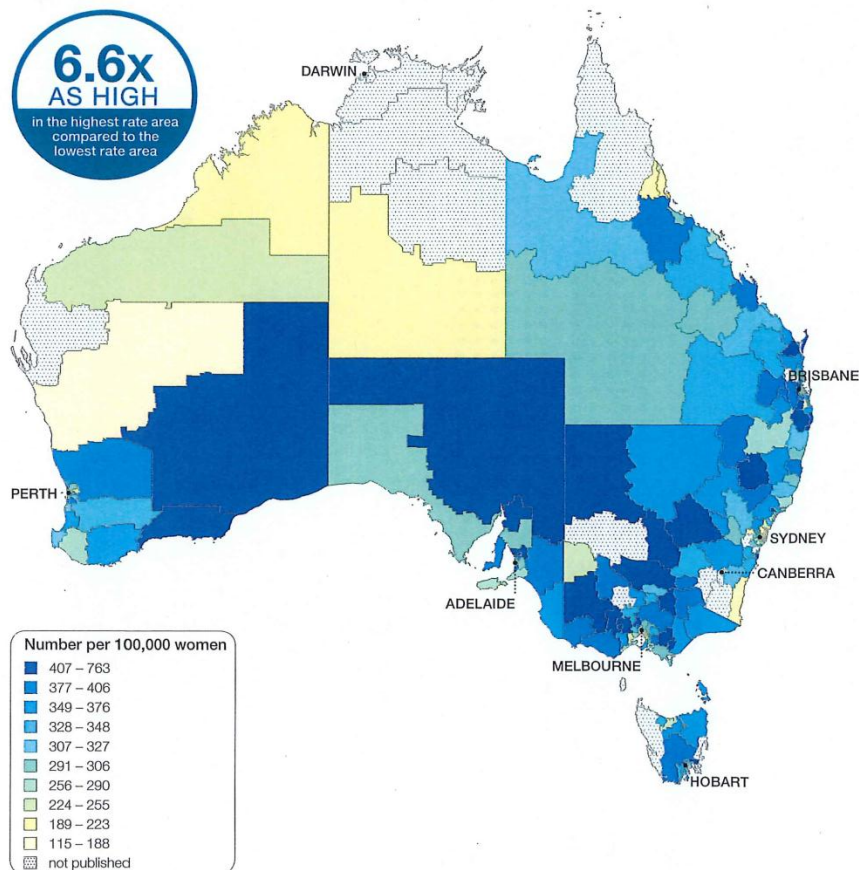 6.6x
AS HIGH
in the highest rate area
compared to the
lowest rate area
DARWIN
BRISBANE
PERTH
SYDNEY
CANBERRA
ADELAIDE
MELBOURNE
HOBART
Number per 100,000 women
407 – 763
377 – 406
349 – 376
328 – 348
307 – 327
291 – 306
256 – 290
224 – 255
189 – 223
115 – 188
not published